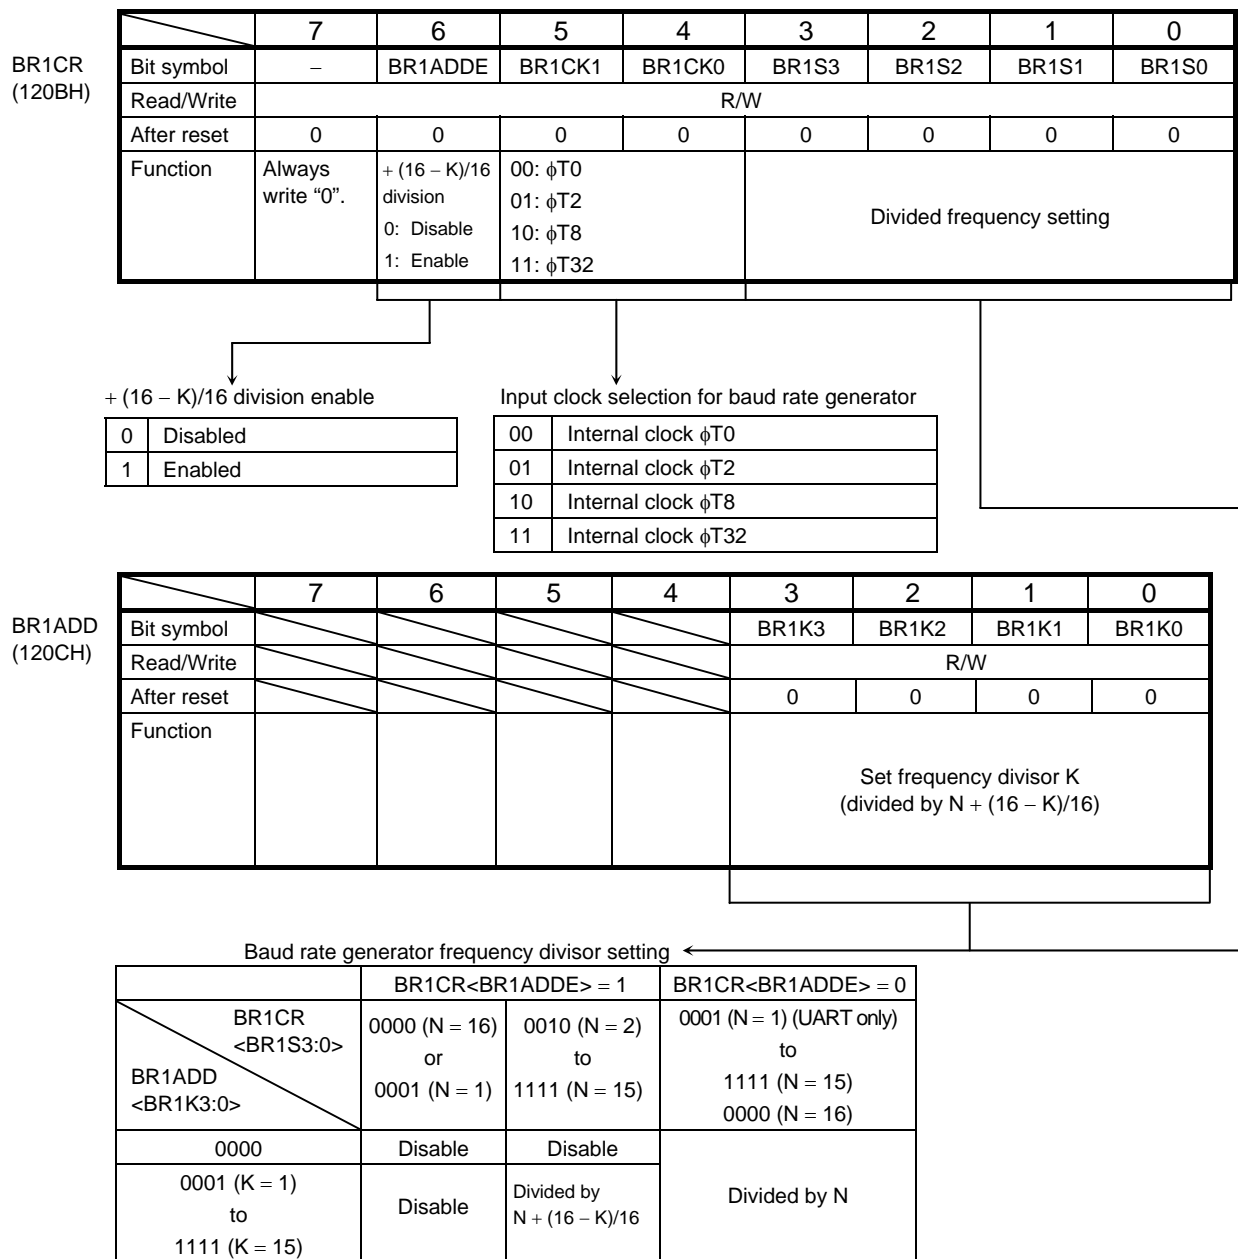 7 6 5 4 3 2 1 0
BR1CR
(120BH)
Bit symbol – BR1ADDE BR1CK1 BR1CK0 BR1S3 BR1S2 BR1S1 BR1S0
Read/Write R/W
After reset 0 0 0 0 0 0 0 0
Function
Always
write “0”.
+ (16 − K)/16
division
0: Disable
1: Enable
00: ϕT0
01: ϕT2
10: ϕT8
11: ϕT32
Divided frequency setting
+ (16 − K)/16 division enable
0 Disabled
1 Enabled
Input clock selection for baud rate generator
00 Internal clock ϕT0
01 Internal clock ϕT2
10 Internal clock ϕT8
11 Internal clock ϕT32
7 6 5 4 3 2 1 0
BR1ADD
(120CH)
Bit symbol BR1K3 BR1K2 BR1K1 BR1K0
Read/Write R/W
After reset 0 0 0 0
Function
Set frequency divisor K
(divided by N + (16 − K)/16)
Baud rate generator frequency divisor setting
BR1CR<BR1ADDE> = 1 BR1CR<BR1ADDE> = 0
BR1CR
<BR1S3:0>
BR1ADD
<BR1K3:0>
0000 (N = 16)
or
0001 (N = 1)
0010 (N = 2)
to
1111 (N = 15)
0001 (N = 1) (UART only)
to
1111 (N = 15)
0000 (N = 16)
0000 Disable Disable
0001 (K = 1)
to
1111 (K = 15)
Disable
Divided by
N + (16 − K)/16
Divided by N